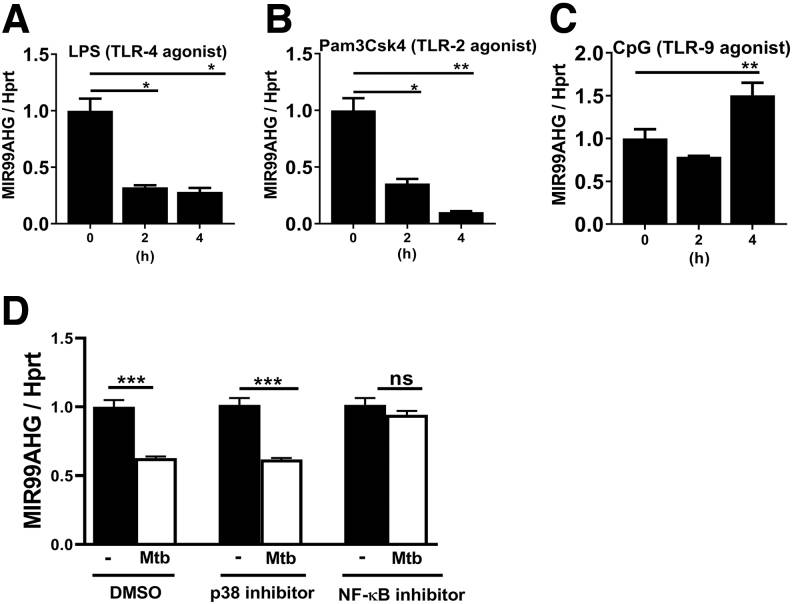 A
LPS (TLR-4 agonist)
MIR99AHG / Hprt
1.5
1.0
0.5
0.0
*
*
0 2 4
(h)
B
Pam3Csk4 (TLR-2 agonist)
MIR99AHG / Hprt
1.5
1.0
0.5
0.0
**
*
0 2 4
(h)
C
CpG (TLR-9 agonist)
MIR99AHG / Hprt
2.0
1.5
1.0
0.5
0.0
**
0 2 4
(h)
D
MIR99AHG / Hprt
1.5
1.0
0.5
0.0
*** *** ns
- Mtb - Mtb - Mtb
DMSO p38 inhibitor NF-κB inhibitor